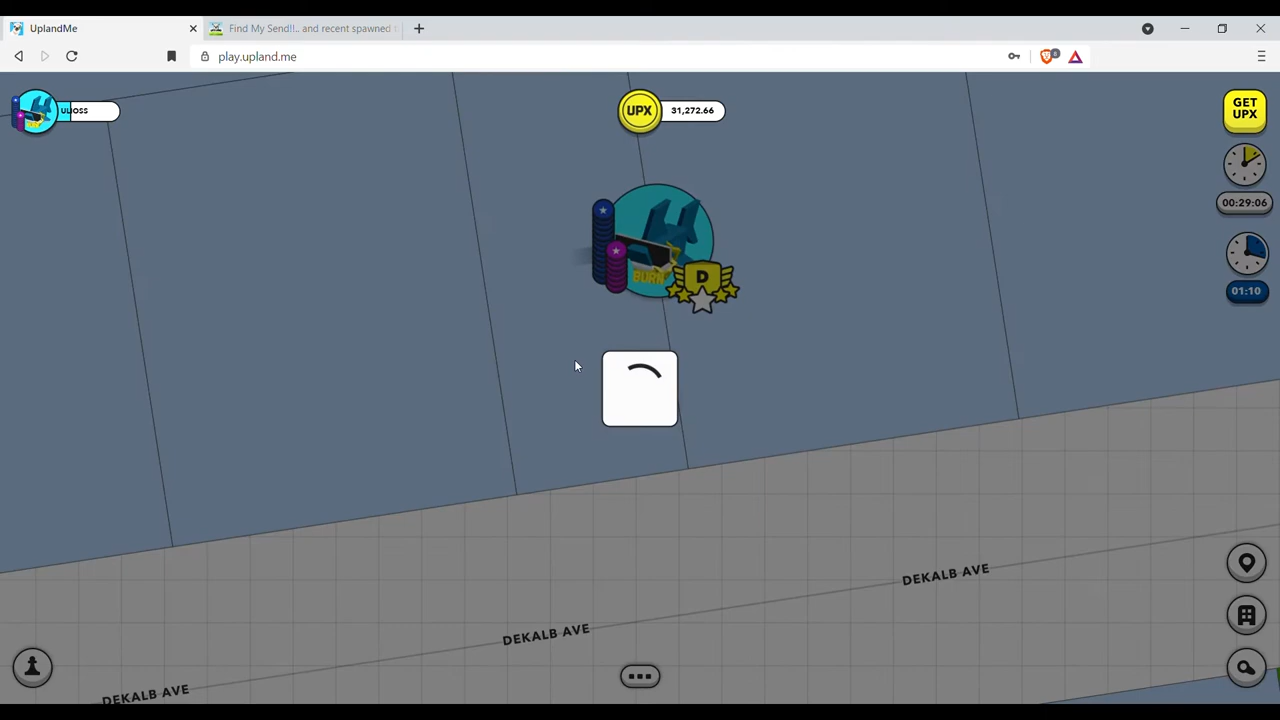 UplandMe
Find My Send!!.. and recent spawned
play.upland.me
6
UPX
31,272.66
GET
UPX
00:29:06
01:10
BURN
D
DEKALB AVE
DEKALB AVE
DEKALB AVE